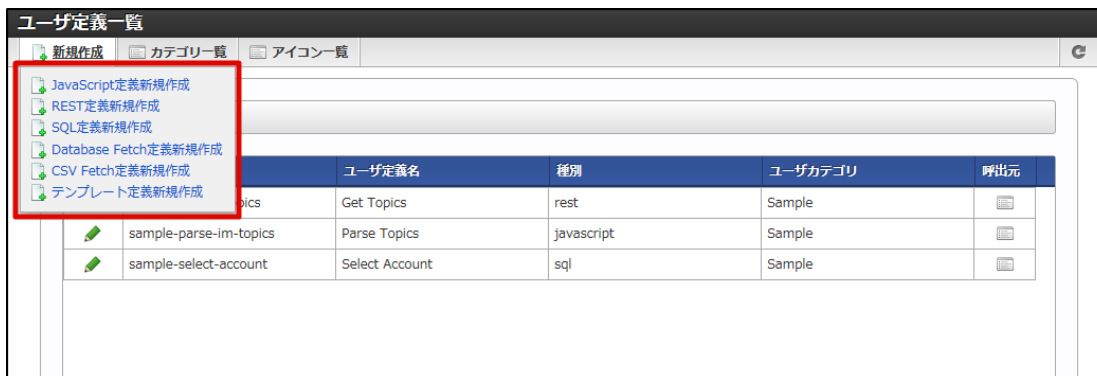 ユーザ定義一覧
新規作成 カテゴリ一覧 アイコン一覧
JavaScript定義新規作成
REST定義新規作成
SQL定義新規作成
Database Fetch定義新規作成
CSV Fetch定義新規作成
テンプレート定義新規作成
ユーザ定義名 種別 ユーザカテゴリ 呼出元
pics Get Topics rest Sample
sample-parse-im-topics Parse Topics javascript Sample
sample-select-account Select Account sql Sample